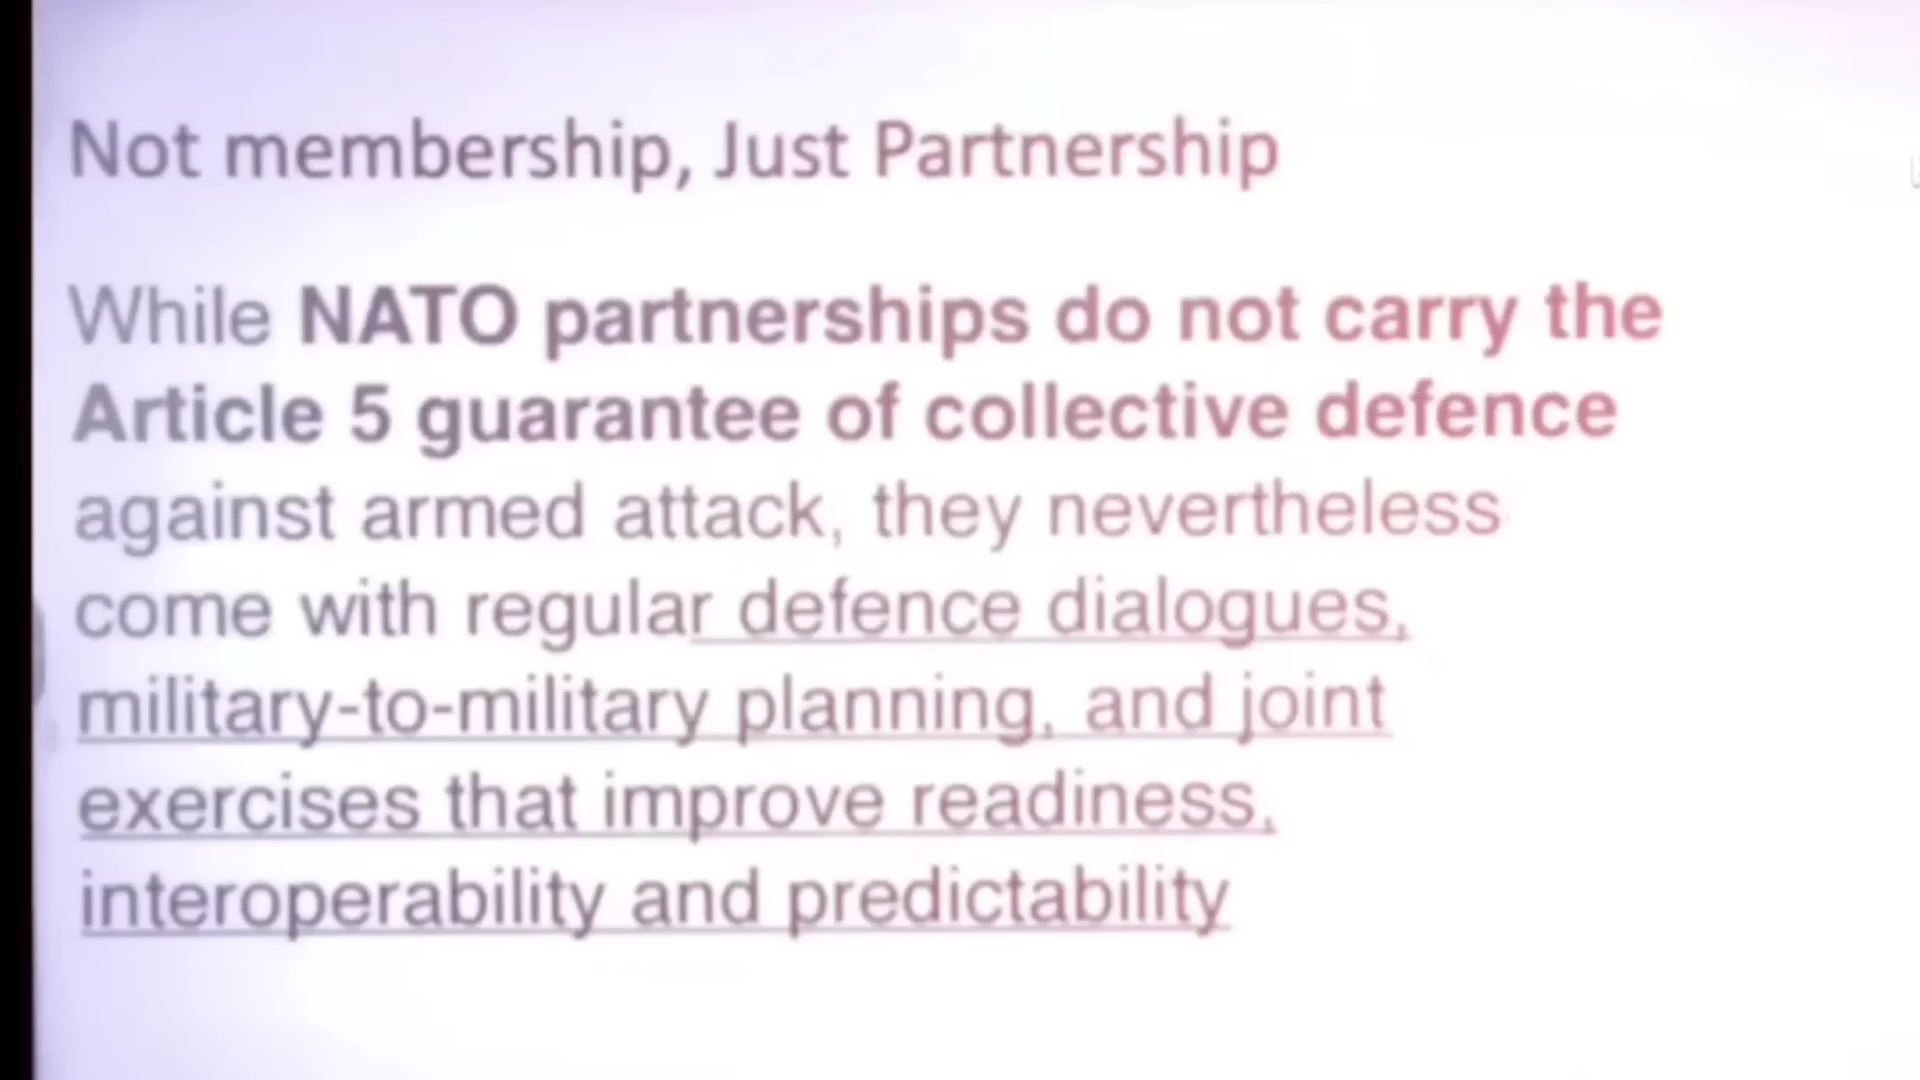 Not membership, Just Partnership
While NATO partnerships do not carry the
Article 5 guarantee of collective defence
against armed attack, they nevertheless
come with regular defence dialogues,
military-to-military planning, and joint
exercises that improve readiness,
interoperability and predictability